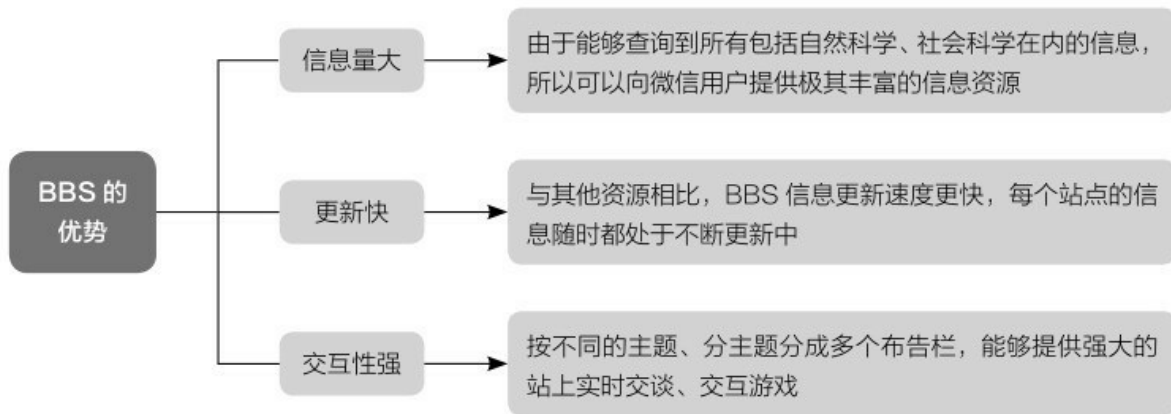 BBS 的
优势
信息量大
由于能够查询到所有包括自然科学、社会科学在内的信息，
所以可以向微信用户提供极其丰富的信息资源
更新快
与其他资源相比，BBS 信息更新速度更快，每个站点的信
息随时都处于不断更新中
交互性强
按不同的主题、分主题分成多个布告栏，能够提供强大的
站上实时交谈、交互游戏